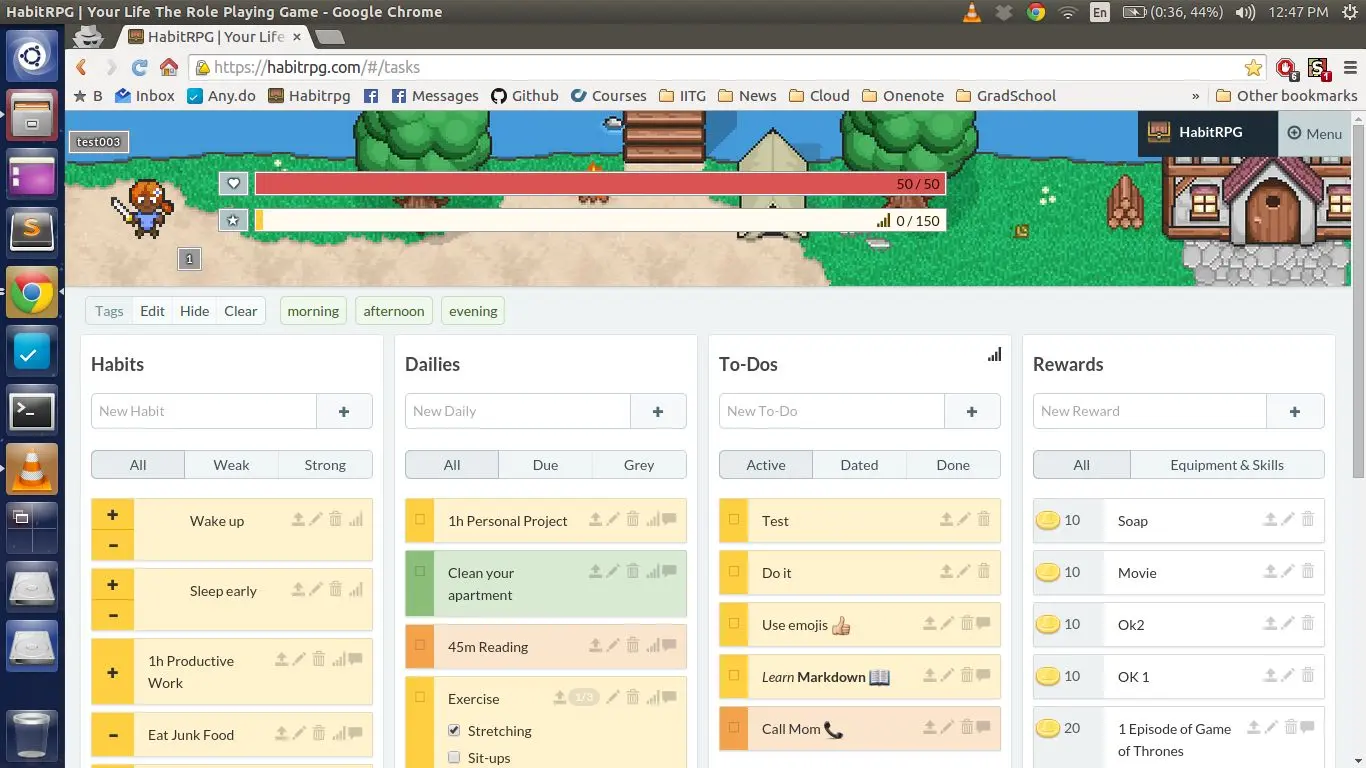 HabitRPG | Your Life The Role Playing Game - Google Chrome
En (0:36, 44%) 12:47 PM
HabitRPG | Your Life
https://habitrpg.com/#/tasks
6 1
B Inbox Any.do Habitrpg Messages Github Courses IITG News Cloud Onenote GradSchool » Other bookmarks
test003
HabitRPG Menu
50 / 50
0 / 150
1
Tags Edit Hide Clear morning afternoon evening
Habits
New Habit +
All Weak Strong
+ Wake up
-
+ Sleep early
-
+ 1h Productive
Work
- Eat Junk Food
Dailies
New Daily +
All Due Grey
1h Personal Project
Clean your
apartment
45m Reading
Exercise 1/3
Stretching
Sit-ups
To-Dos
New To-Do +
Active Dated Done
Test
Do it
Use emojis 👍
Learn Markdown 📖
Call Mom 📞
Rewards
New Reward +
All Equipment & Skills
10 Soap
10 Movie
10 Ok2
10 OK 1
20 1 Episode of Game
of Thrones